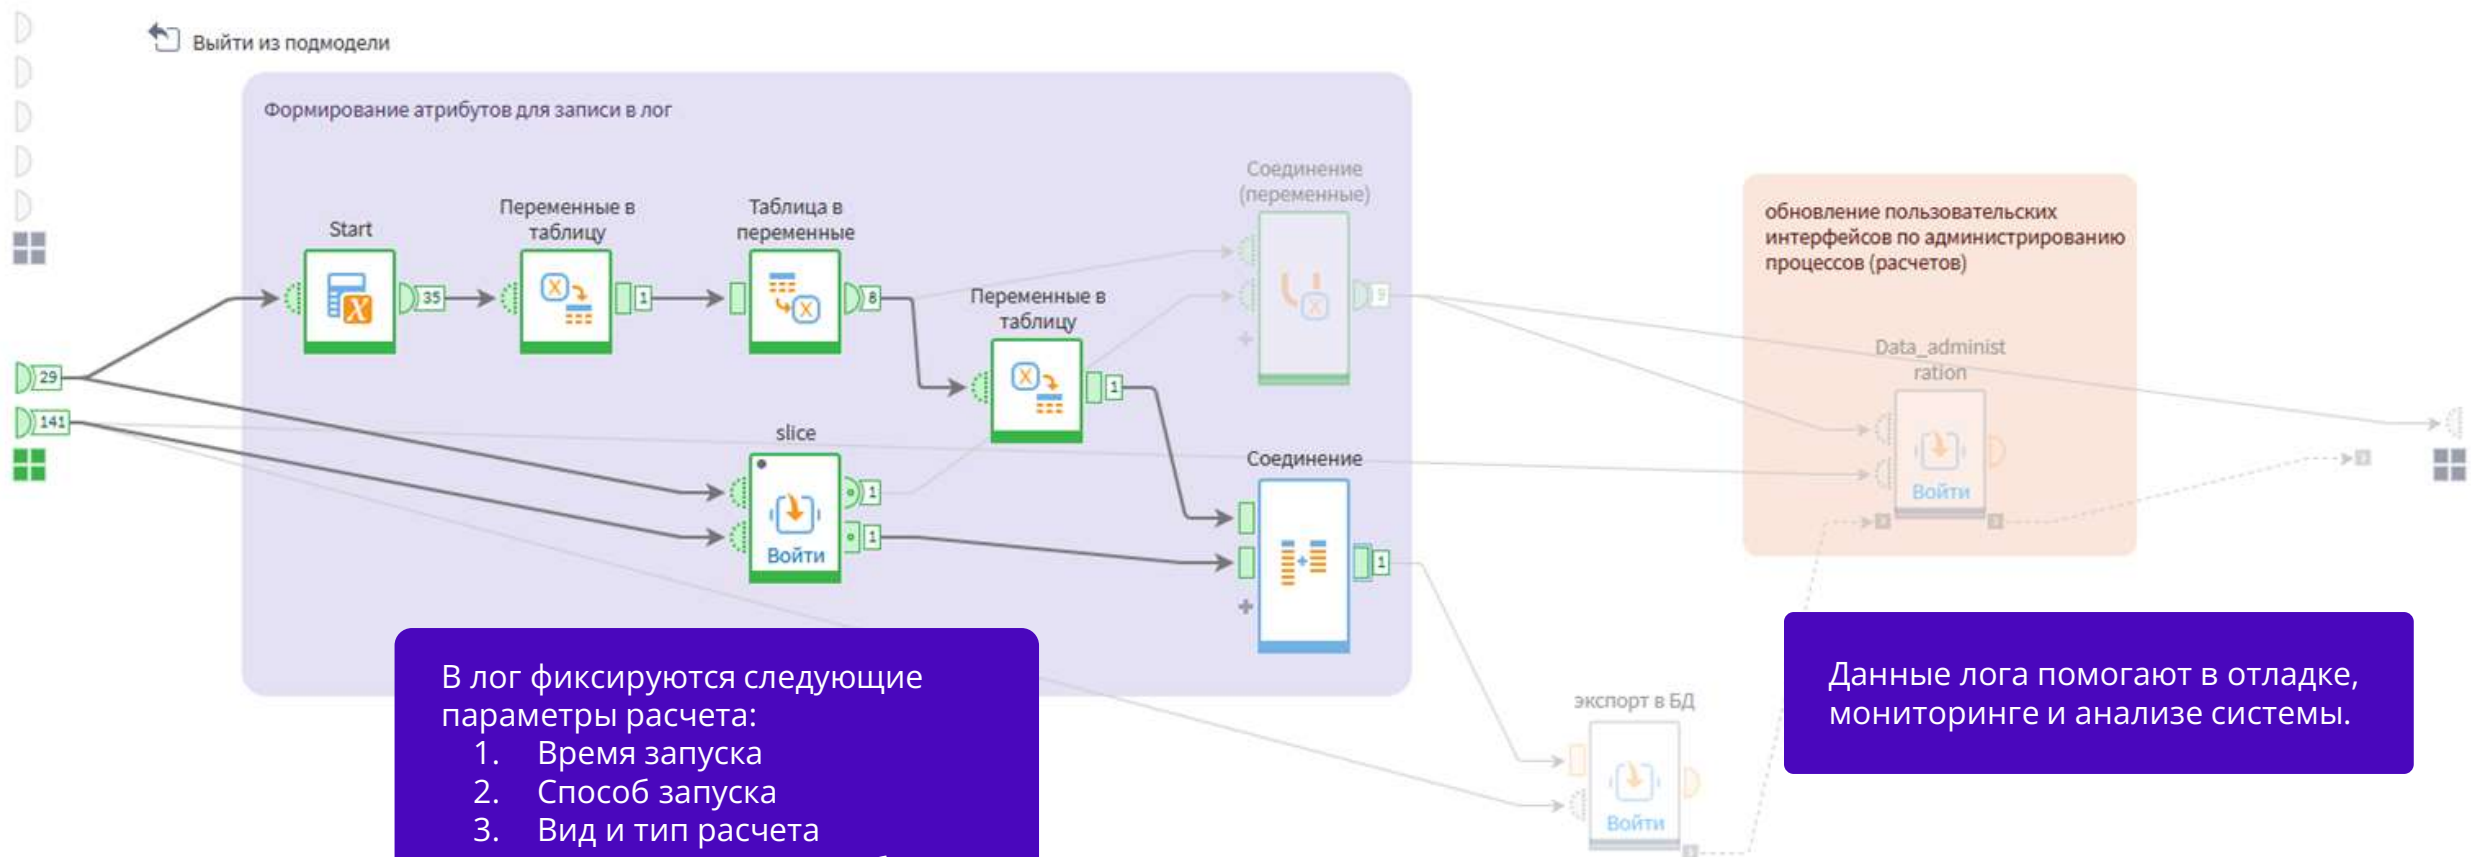 Выйти из подмодели
Формирование атрибутов для записи в лог
Соединение
(переменные)
Переменные в
таблицу
Таблица в
переменные
Start
обновление пользовательских
интерфейсов по администрированию
процессов (расчетов)
35
1
8
Переменные в
таблицу
Data_administ
ration
29
1
141
slice
Соединение
Войти
1
1
Войти
1
В лог фиксируются следующие
параметры расчета:
1. Время запуска
2. Способ запуска
3. Вид и тип расчета
Данные лога помогают в отладке,
мониторинге и анализе системы.
экспорт в БД
Войти